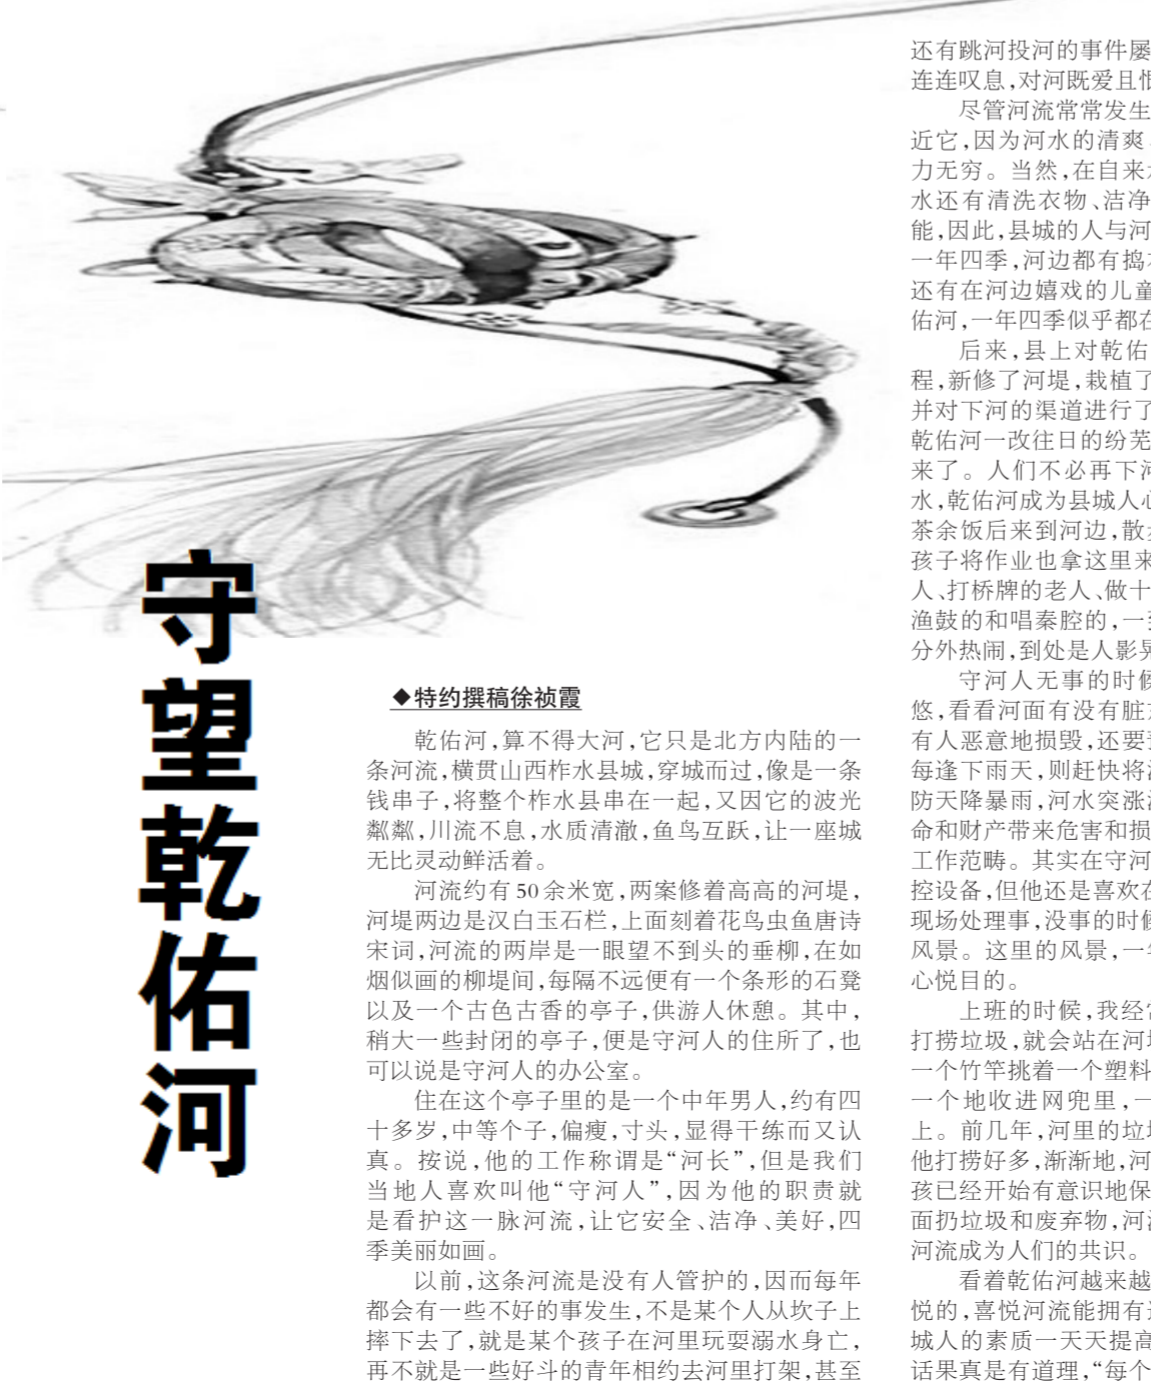 守望乾佑河
◆特约撰稿徐祯霞
乾佑河,算不得大河,它只是北方内陆的一
条河流,横贯山西柞水县城,穿城而过,像是一条
钱串子,将整个柞水县串在一起,又因它的波光
粼粼,川流不息,水质清澈,鱼鸟互跃,让一座城
无比灵动鲜活着。
河流约有50余米宽,两案修着高高的河堤,
河堤两边是汉白玉石栏,上面刻着花鸟虫鱼唐诗
宋词,河流的两岸是一眼望不到头的垂柳,在如
烟似画的柳堤间,每隔不远便有一个条形的石凳
以及一个古色古香的亭子,供游人休憩。其中,
稍大一些封闭的亭子,便是守河人的住所了,也
可以说是守河人的办公室。
住在这个亭子里的是一个中年男人,约有四
十多岁,中等个子,偏瘦,寸头,显得干练而又认
真。按说,他的工作称谓是“河长”,但是我们
当地人喜欢叫他“守河人”,因为他的职责就
是看护这一脉河流,让它安全、洁净、美好,四
季美丽如画。
以前,这条河流是没有人管护的,因而每年
都会有一些不好的事发生,不是某个人从坎子上
摔下去了,就是某个孩子在河里玩耍溺水身亡,
再不就是一些好斗的青年相约去河里打架,甚至
还有跳河投河的事件屡
连连叹息,对河既爱且
尽管河流常常发生
近它,因为河水的清爽
力无穷。当然,在自来
水还有清洗衣物、洁净
能,因此,县城的人与河
一年四季,河边都有捣
还有在河边嬉戏的儿童
佑河,一年四季似乎都在
后来,县上对乾佑
程,新修了河堤,栽植了
并对下河的渠道进行了
乾佑河一改往日的纷芜
来了。人们不必再下河
水,乾佑河成为县城人心
茶余饭后来到河边,散
孩子将作业也拿这里来
人、打桥牌的老人、做十
渔鼓的和唱秦腔的,一
分外热闹,到处是人影
守河人无事的时候
悠,看看河面有没有脏
有人恶意地损毁,还要
每逢下雨天,则赶快将
防天降暴雨,河水突涨
命和财产带来危害和损
工作范畴。其实在守河
控设备,但他还是喜欢在
现场处理事,没事的时候
风景。这里的风景,一
心悦目的。
上班的时候,我经
打捞垃圾,就会站在河
一个竹竿挑着一个塑料
一个地收进网兜里,一
上。前几年,河里的垃
他打捞好多,渐渐地,河
孩已经开始有意识地保
面扔垃圾和废弃物,河
河流成为人们的共识。
看着乾佑河越来越
悦的,喜悦河流能拥有
城人的素质一天天提高
话果真是有道理,“每个